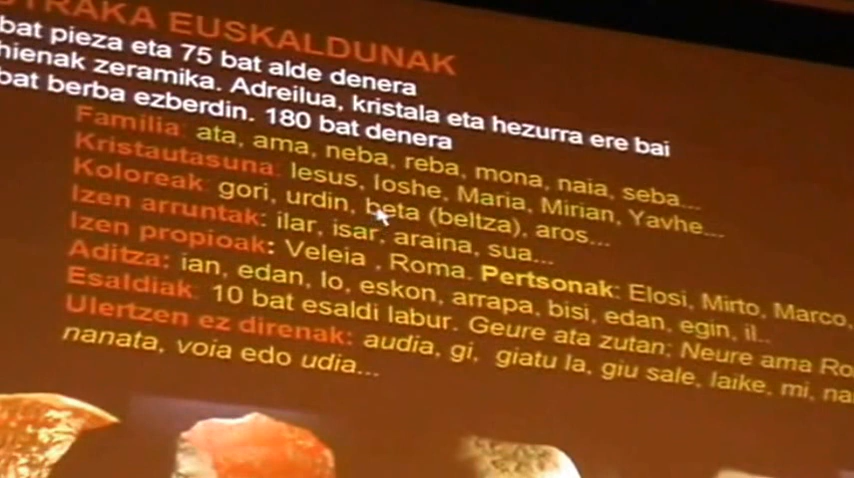 TRAKA EUSKALDUNAK
bat pieza eta 75 bat alde denera
hienak zeramika. Adreilua, kristala eta hezurra ere bai
bat berba ezberdin. 180 bat denera
Familia: ata, ama, neba, reba, mona, naia, seba...
Kristautasuna: Iesus, Ioshe, Maria, Mirian, Yavhe...
Koloreak: gori, urdin, beta (beltza), aros...
Izen arruntak: ilar, isar, araina, sua...
Izen propioak: Veleia , Roma. Pertsonak: Elosi, Mirto, Marco,
Aditza: ian, edan, lo, eskon, arrapa, bisi, edan, egin, il..
Esaldiak: 10 bat esaldi labur. Geure ata zutan; Neure ama Ro
Ulertzen ez direnak: audia, gi, giatu la, giu sale, laike, mi, na
nanata, voia edo udia...